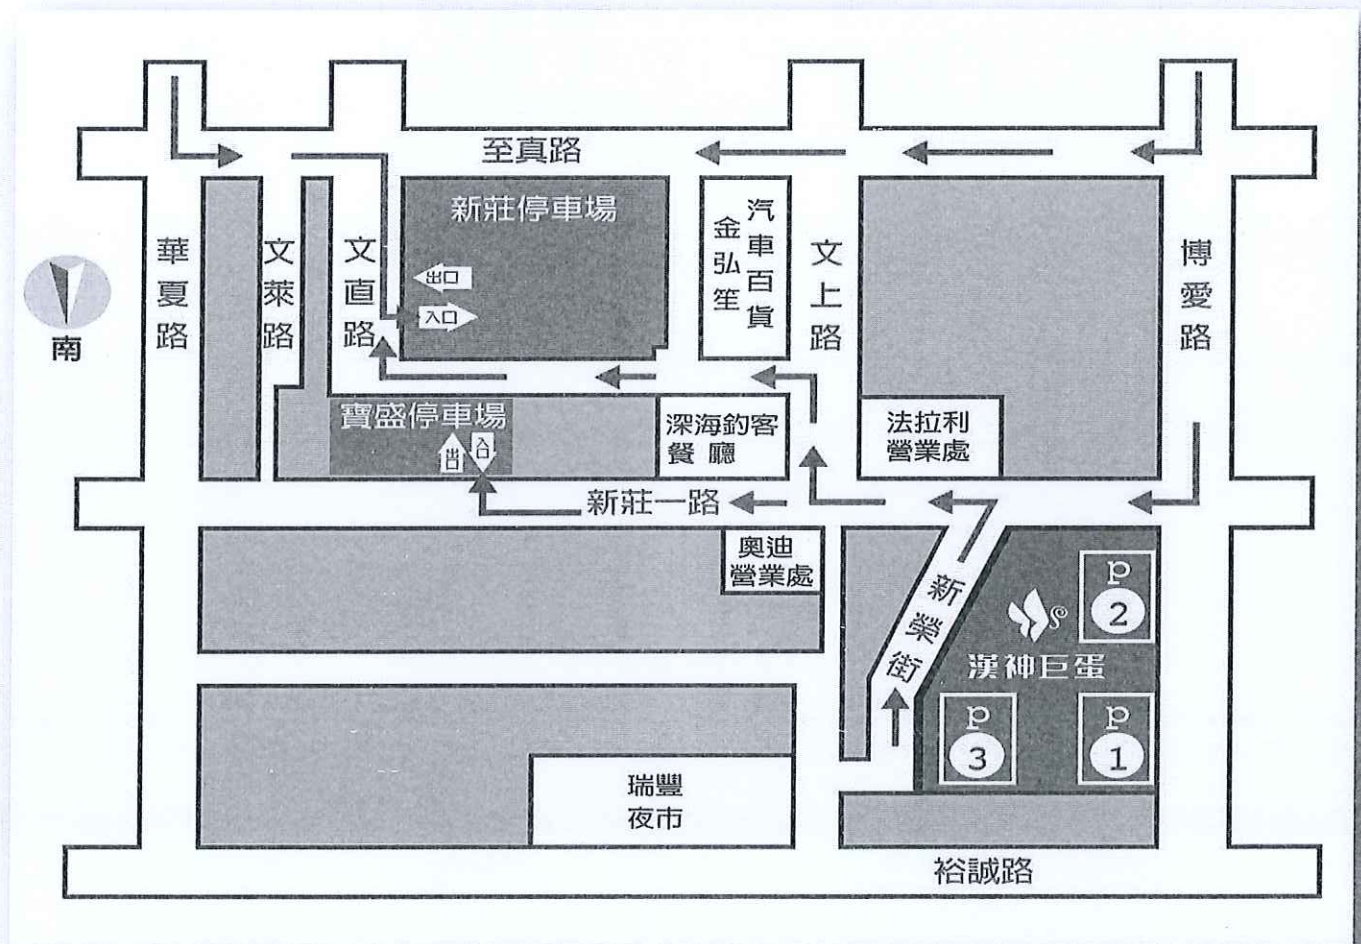 至真路
新莊停車場
出口
入口
金弘笙
汽車百貨
華夏路
文萊路
文直路
文上路
博愛路
南
寶盛停車場
出口
入口
深海釣客
餐廳
法拉利
營業處
新莊一路
奧迪
營業處
新榮街
P
2
漢神巨蛋
P
3
P
1
瑞豐
夜市
裕誠路